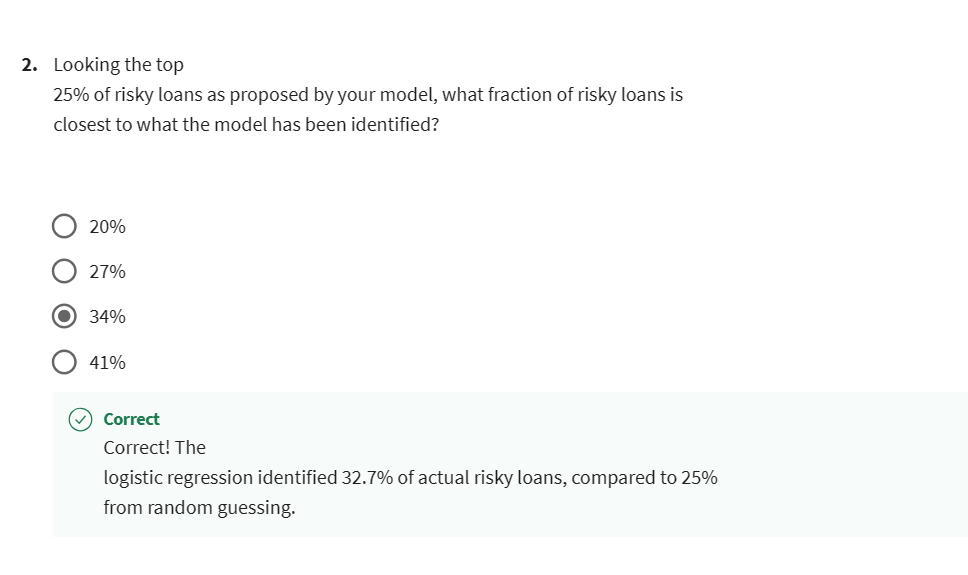 2. Looking the top
25% of risky loans as proposed by your model, what fraction of risky loans is
closest to what the model has been identified?
20%
27%
34%
41%
Correct
Correct! The
logistic regression identified 32.7% of actual risky loans, compared to 25%
from random guessing.